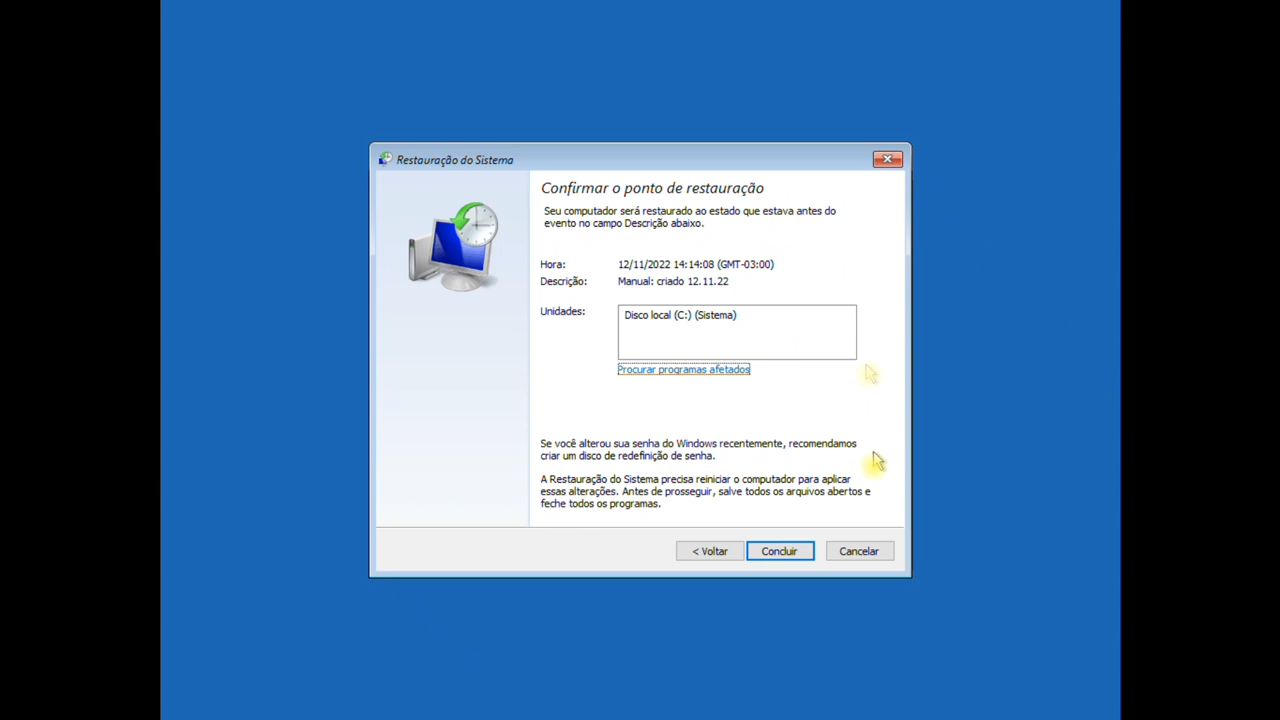 Restauração do Sistema
Confirmar o ponto de restauração
Seu computador será restaurado ao estado que estava antes do
evento no campo Descrição abaixo.
Hora: 12/11/2022 14:14:08 (GMT-03:00)
Descrição: Manual: criado 12.11.22
Unidades: Disco local (C:) (Sistema)
Procurar programas afetados
Se você alterou sua senha do Windows recentemente, recomendamos
criar um disco de redefinição de senha.
A Restauração do Sistema precisa reiniciar o computador para aplicar
essas alterações. Antes de prosseguir, salve todos os arquivos abertos e
feche todos os programas.
< Voltar Concluir Cancelar